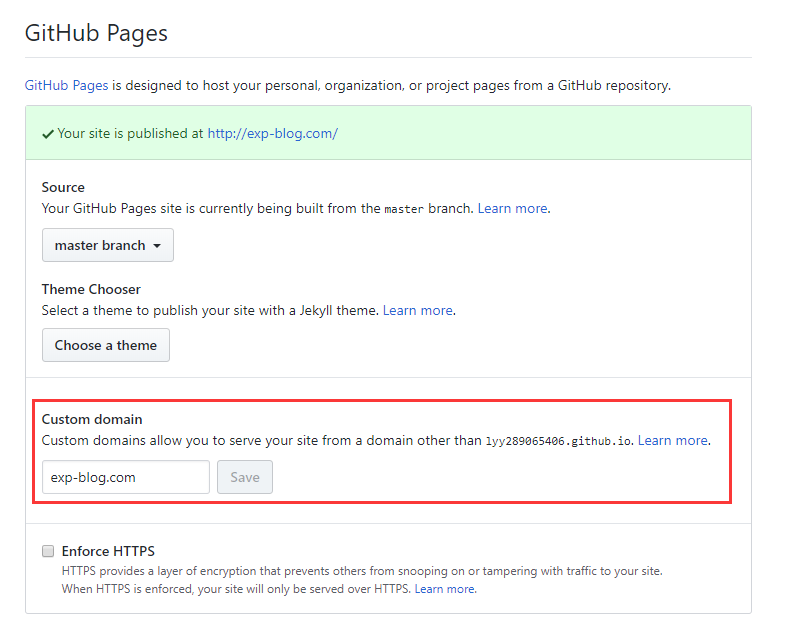 GitHub Pages
GitHub Pages is designed to host your personal, organization, or project pages from a GitHub repository.
Your site is published at http://exp-blog.com/
Source
Your GitHub Pages site is currently being built from the master branch. Learn more.
master branch
Theme Chooser
Select a theme to publish your site with a Jekyll theme. Learn more.
Choose a theme
Custom domain
Custom domains allow you to serve your site from a domain other than lyy289065406.github.io. Learn more.
exp-blog.com Save
Enforce HTTPS
HTTPS provides a layer of encryption that prevents others from snooping on or tampering with traffic to your site.
When HTTPS is enforced, your site will only be served over HTTPS. Learn more.